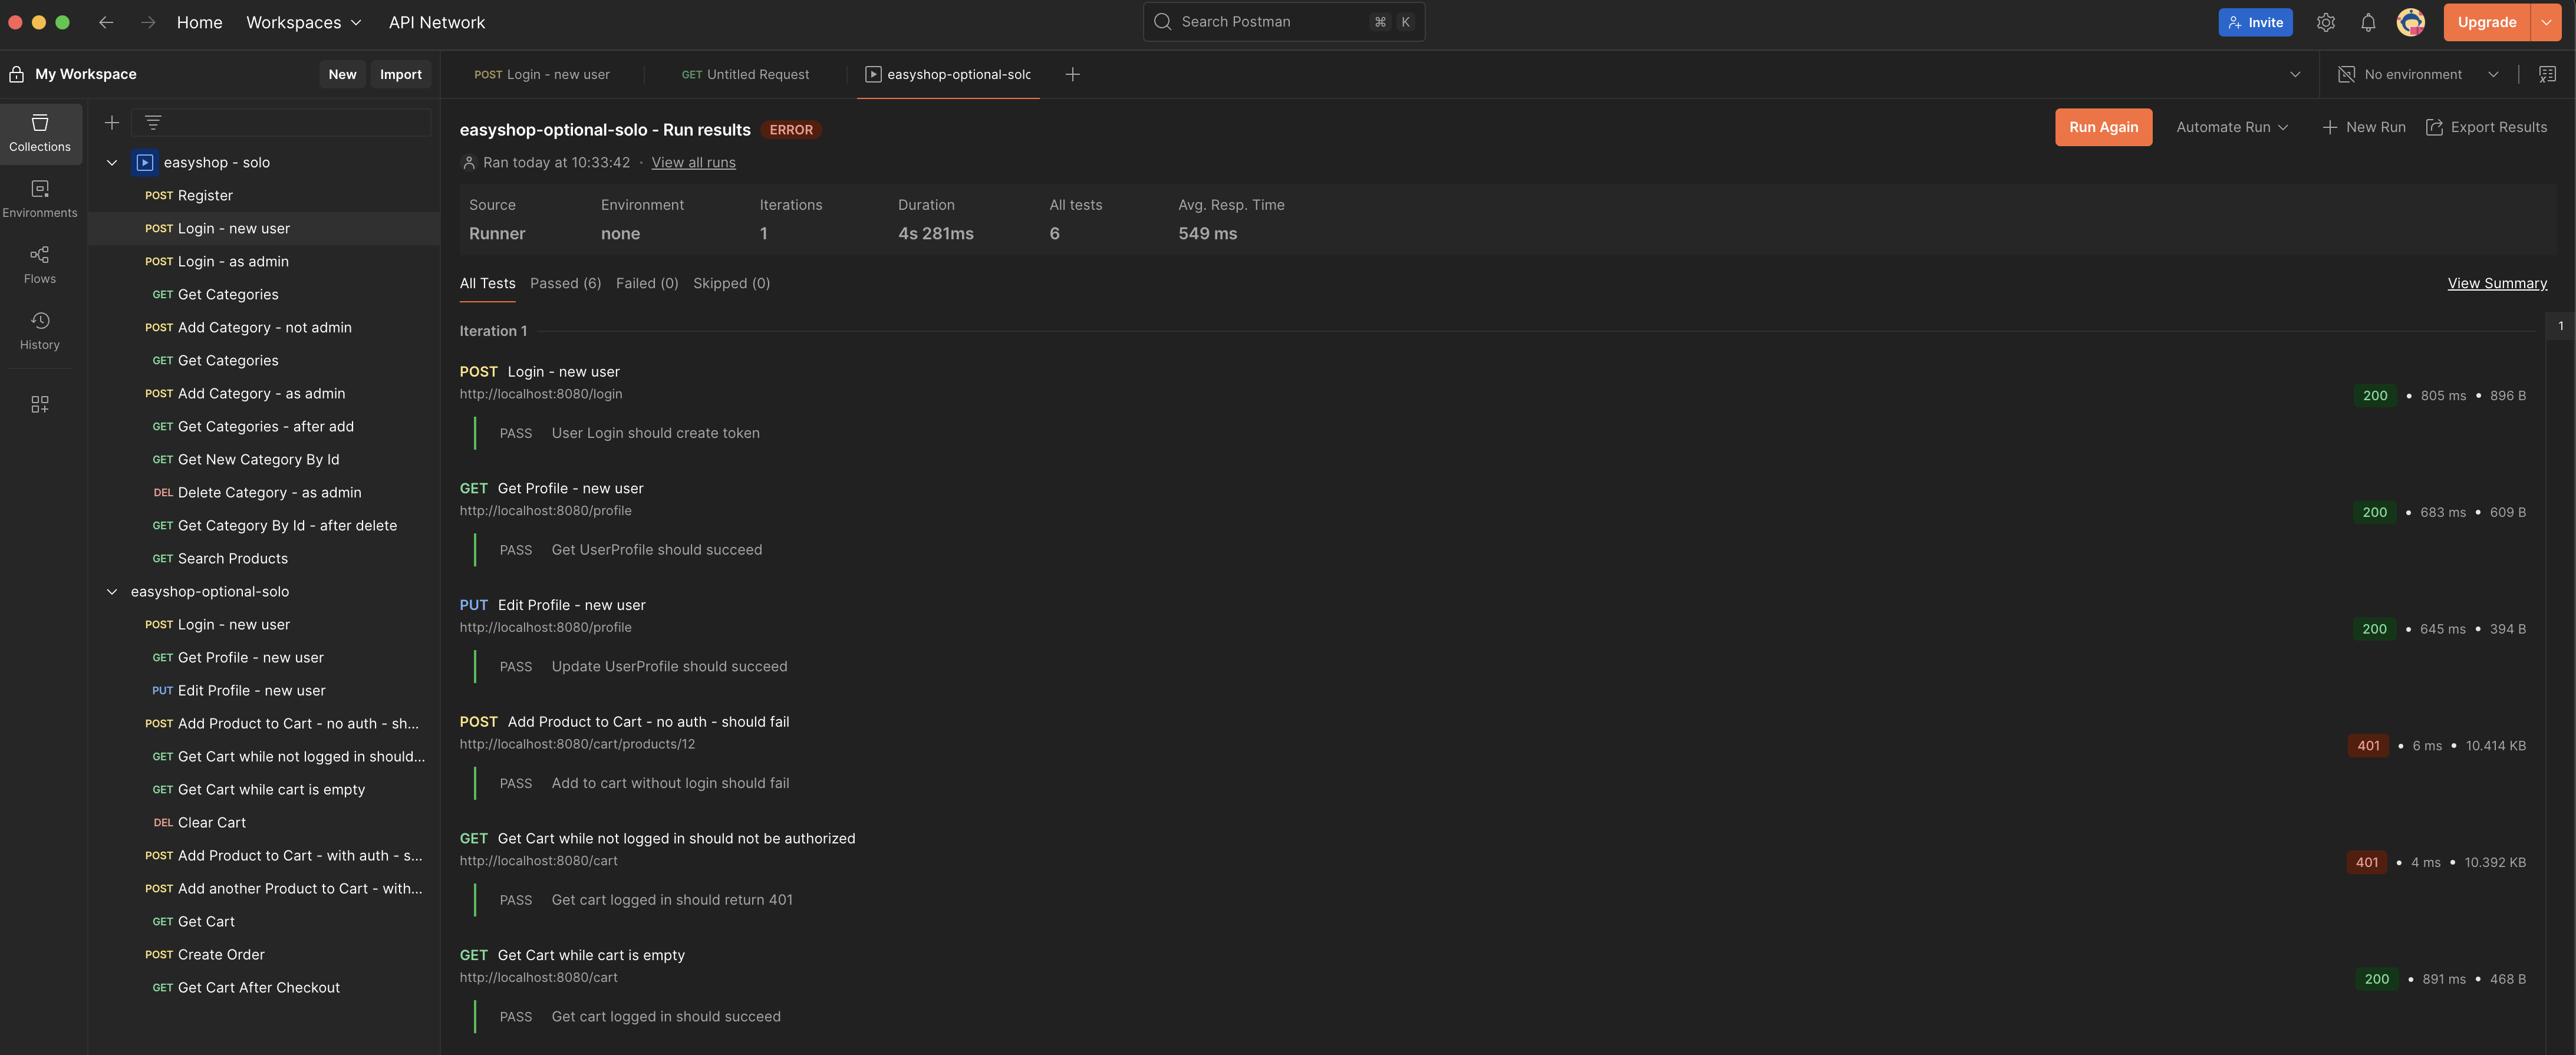 Home Workspaces API Network Search Postman ⌘ K Invite Upgrade
My Workspace New Import POST Login - new user GET Untitled Request easyshop-optional-solo No environment
Collections
Environments
Flows
History
easyshop - solo
POST Register
POST Login - new user
POST Login - as admin
GET Get Categories
POST Add Category - not admin
GET Get Categories
POST Add Category - as admin
GET Get Categories - after add
GET Get New Category By Id
DEL Delete Category - as admin
GET Get Category By Id - after delete
GET Search Products
easyshop-optional-solo
POST Login - new user
GET Get Profile - new user
PUT Edit Profile - new user
POST Add Product to Cart - no auth - sh...
GET Get Cart while not logged in should...
GET Get Cart while cart is empty
DEL Clear Cart
POST Add Product to Cart - with auth - s...
POST Add another Product to Cart - with...
GET Get Cart
POST Create Order
GET Get Cart After Checkout
easyshop-optional-solo - Run results ERROR Run Again Automate Run New Run Export Results
Ran today at 10:33:42 · View all runs
Source Environment Iterations Duration All tests Avg. Resp. Time
Runner none 1 4s 281ms 6 549 ms
All Tests Passed (6) Failed (0) Skipped (0) View Summary
Iteration 1 1
POST Login - new user
http://localhost:8080/login 200 • 805 ms • 896 B
PASS User Login should create token
GET Get Profile - new user
http://localhost:8080/profile 200 • 683 ms • 609 B
PASS Get UserProfile should succeed
PUT Edit Profile - new user
http://localhost:8080/profile 200 • 645 ms • 394 B
PASS Update UserProfile should succeed
POST Add Product to Cart - no auth - should fail
http://localhost:8080/cart/products/12 401 • 6 ms • 10.414 KB
PASS Add to cart without login should fail
GET Get Cart while not logged in should not be authorized
http://localhost:8080/cart 401 • 4 ms • 10.392 KB
PASS Get cart logged in should return 401
GET Get Cart while cart is empty
http://localhost:8080/cart 200 • 891 ms • 468 B
PASS Get cart logged in should succeed